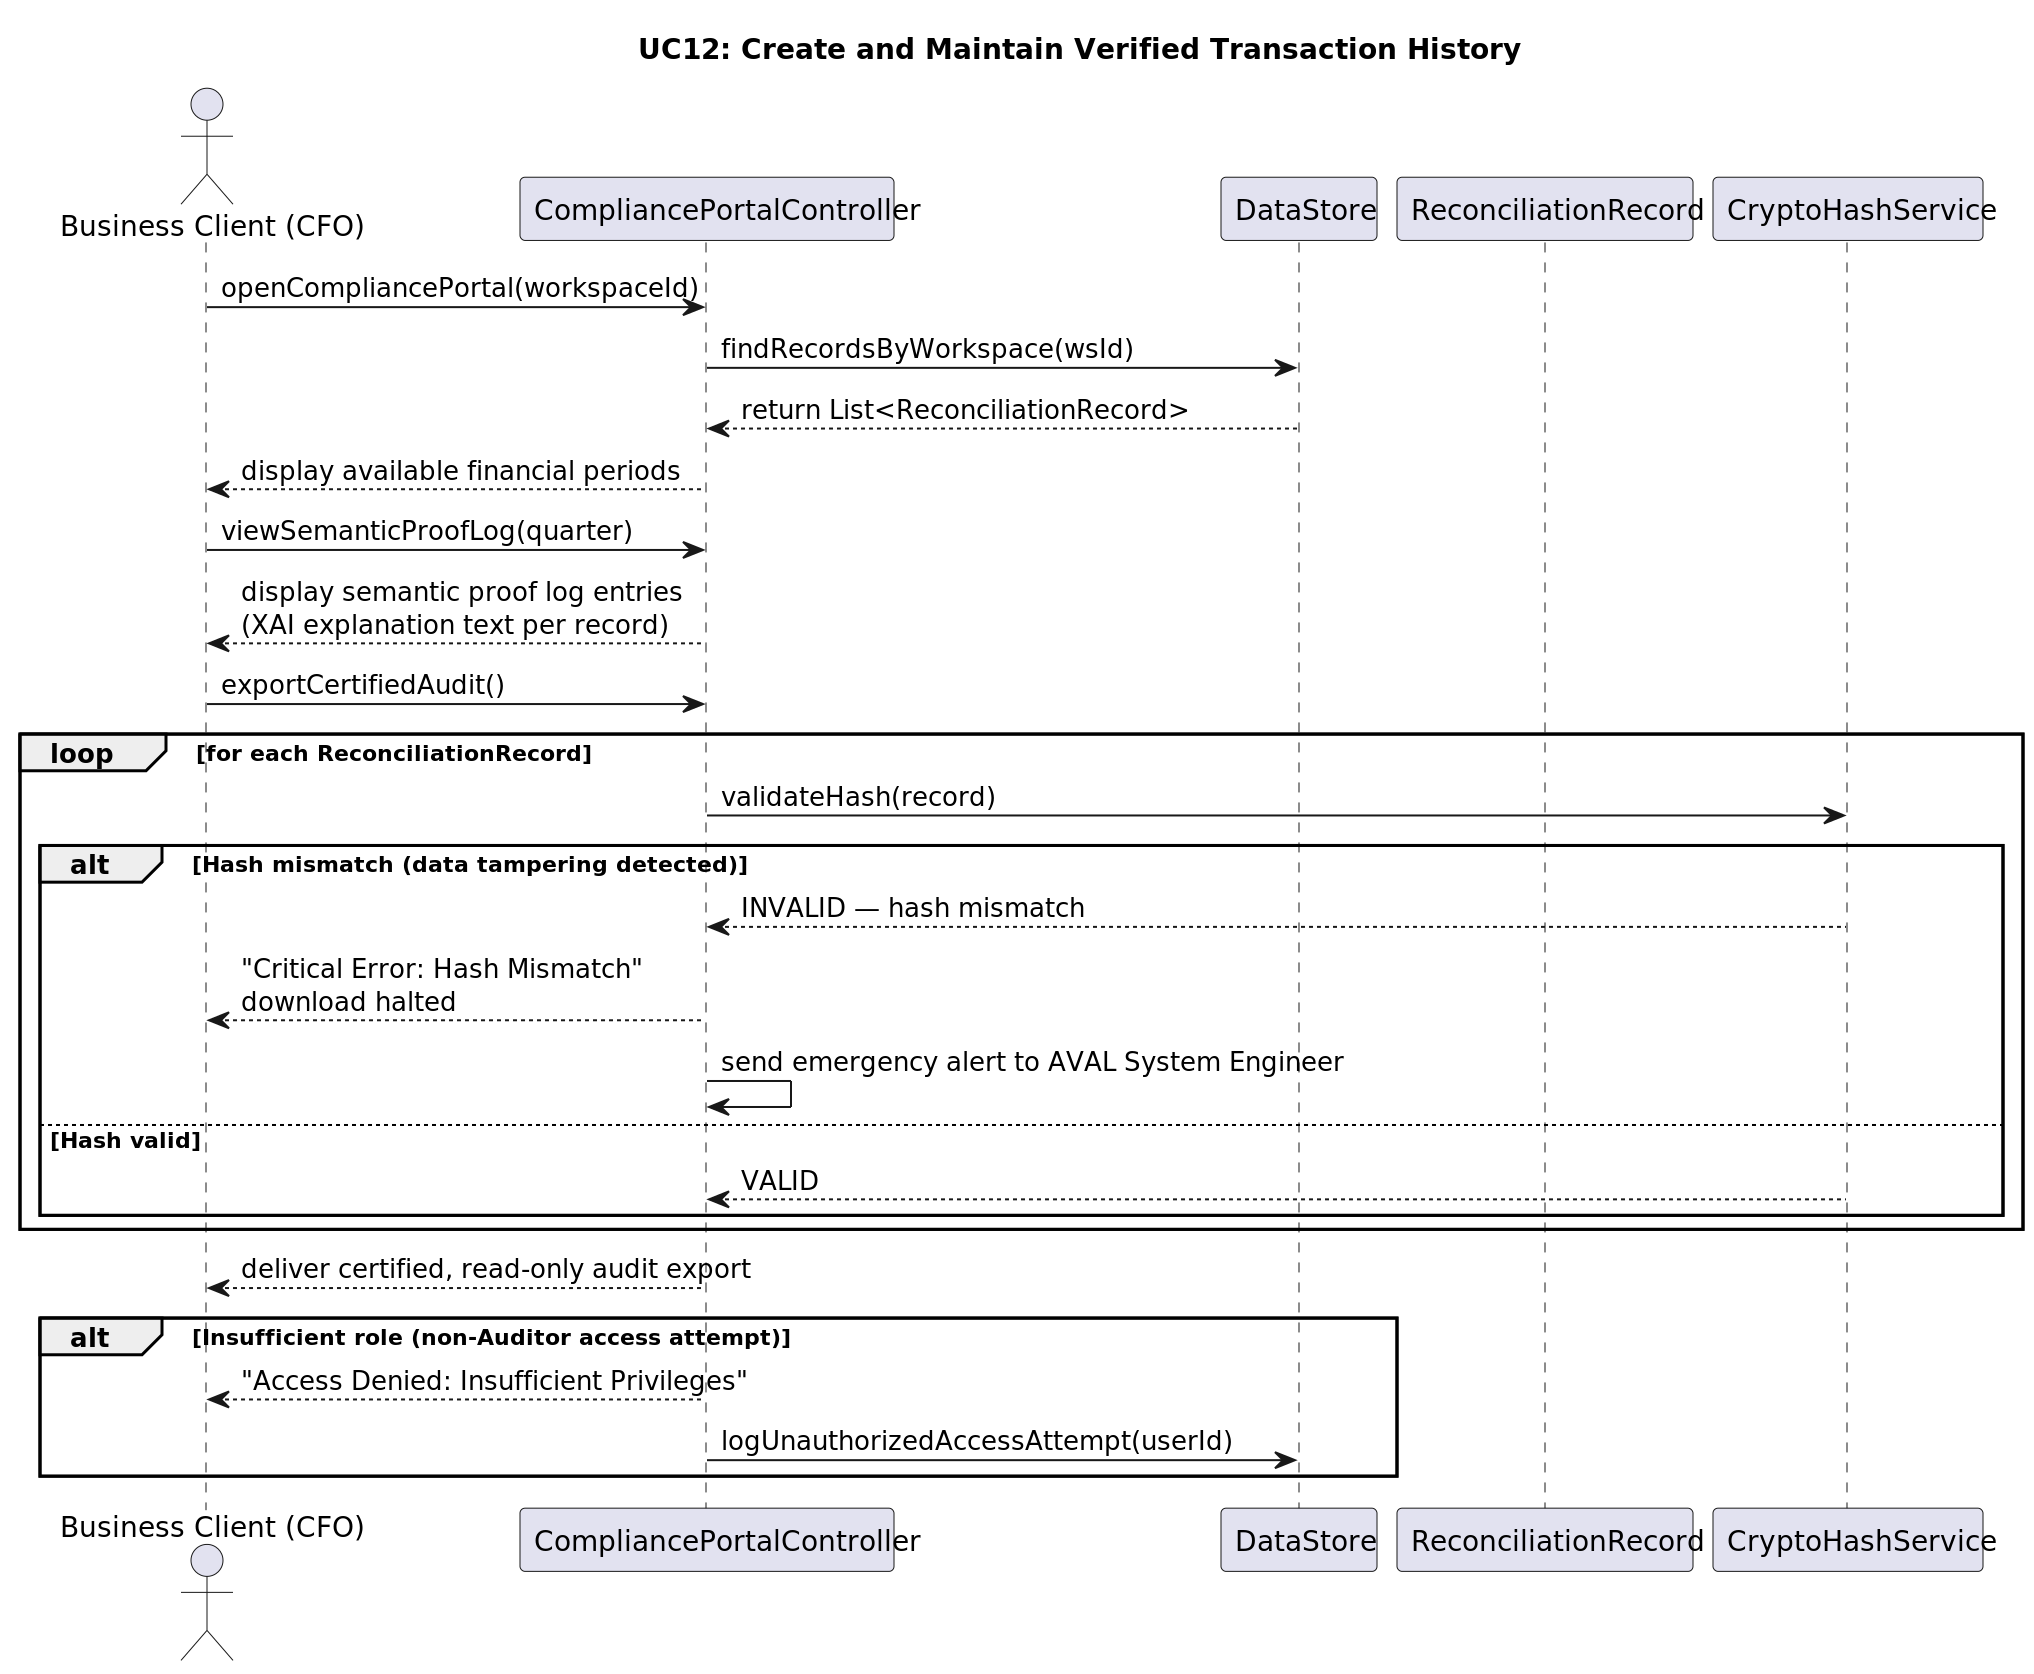 UC12: Create and Maintain Verified Transaction History
Business Client (CFO)
CompliancePortalController
DataStore
ReconciliationRecord
CryptoHashService
openCompliancePortal(workspaceId)
findRecordsByWorkspace(wsId)
return List<ReconciliationRecord>
display available financial periods
viewSemanticProofLog(quarter)
display semantic proof log entries
(XAI explanation text per record)
exportCertifiedAudit()
loop [for each ReconciliationRecord]
validateHash(record)
alt [Hash mismatch (data tampering detected)]
INVALID — hash mismatch
"Critical Error: Hash Mismatch"
download halted
send emergency alert to AVAL System Engineer
[Hash valid]
VALID
deliver certified, read-only audit export
alt [Insufficient role (non-Auditor access attempt)]
"Access Denied: Insufficient Privileges"
logUnauthorizedAccessAttempt(userId)
Business Client (CFO)
CompliancePortalController
DataStore
ReconciliationRecord
CryptoHashService